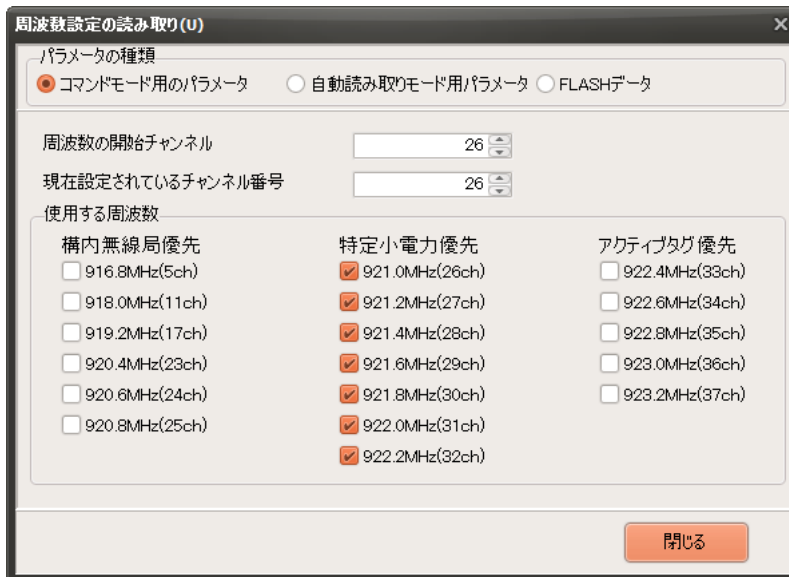 周波数設定の読み取り(U)
パラメータの種類
コマンドモード用のパラメータ 自動読み取りモード用パラメータ FLASHデータ
周波数の開始チャンネル 26
現在設定されているチャンネル番号 26
使用する周波数
構内無線局優先 特定小電力優先 アクティブタグ優先
916.8MHz(5ch) 921.0MHz(26ch) 922.4MHz(33ch)
918.0MHz(11ch) 921.2MHz(27ch) 922.6MHz(34ch)
919.2MHz(17ch) 921.4MHz(28ch) 922.8MHz(35ch)
920.4MHz(23ch) 921.6MHz(29ch) 923.0MHz(36ch)
920.6MHz(24ch) 921.8MHz(30ch) 923.2MHz(37ch)
920.8MHz(25ch) 922.0MHz(31ch)
922.2MHz(32ch)
閉じる